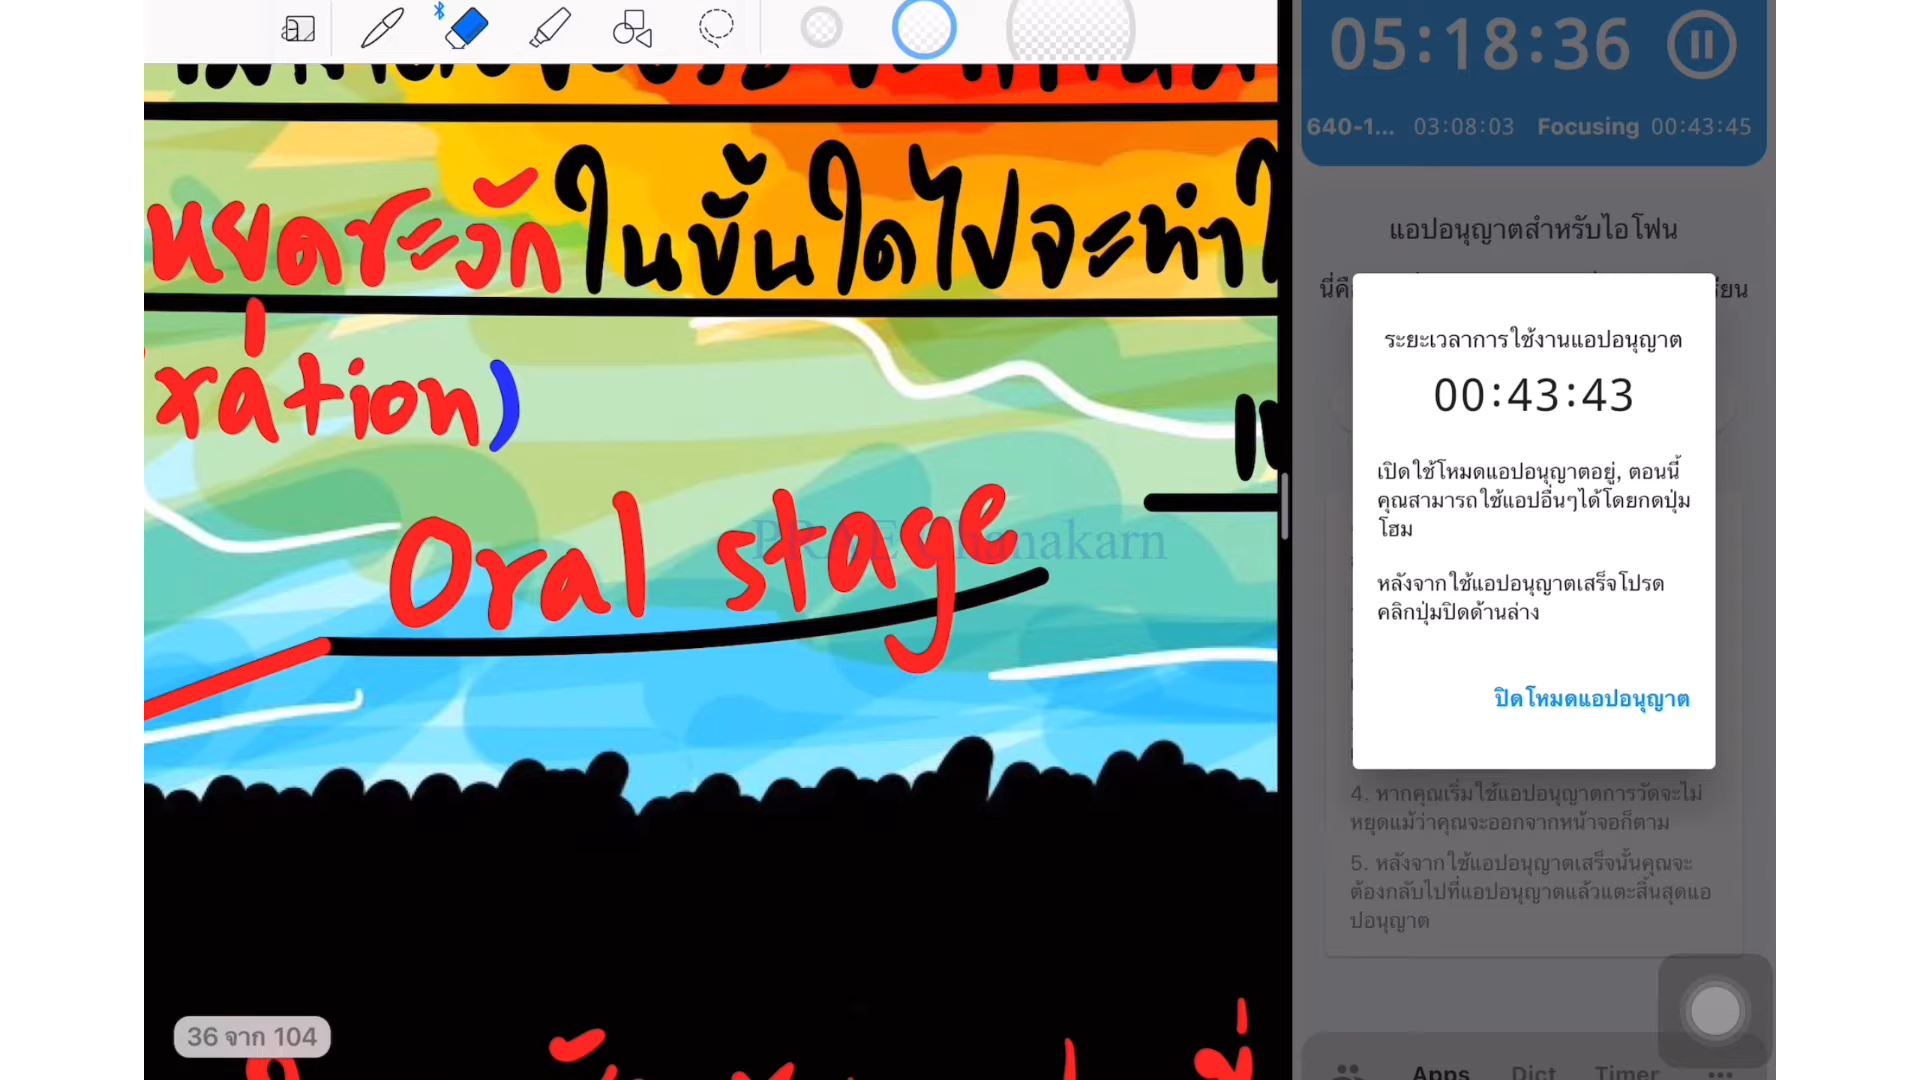 หยุดชะงักในขั้นใดไปจะทำใ
xration)
Oral stage
PRAE Chanakarn
36 จาก 104
05:18:36
640-1... 03:08:03 Focusing 00:43:45
แอปอนุญาตสำหรับไอโฟน
นี่คื
รียน
ระยะเวลาการใช้งานแอปอนุญาต
00:43:43
เปิดใช้โหมดแอปอนุญาตอยู่, ตอนนี้
คุณสามารถใช้แอปอื่นๆได้โดยกดปุ่ม
โฮม
หลังจากใช้แอปอนุญาตเสร็จโปรด
คลิกปุ่มปิดด้านล่าง
ปิดโหมดแอปอนุญาต
4. หากคุณเริ่มใช้แอปอนุญาตการวัดจะไม่
หยุดแม้ว่าคุณจะออกจากหน้าจอก็ตาม
5. หลังจากใช้แอปอนุญาตเสร็จนั้นคุณจะ
ต้องกลับไปที่แอปอนุญาตแล้วแตะสิ้นสุดแอ
ปอนุญาต
Apps Dict Timer